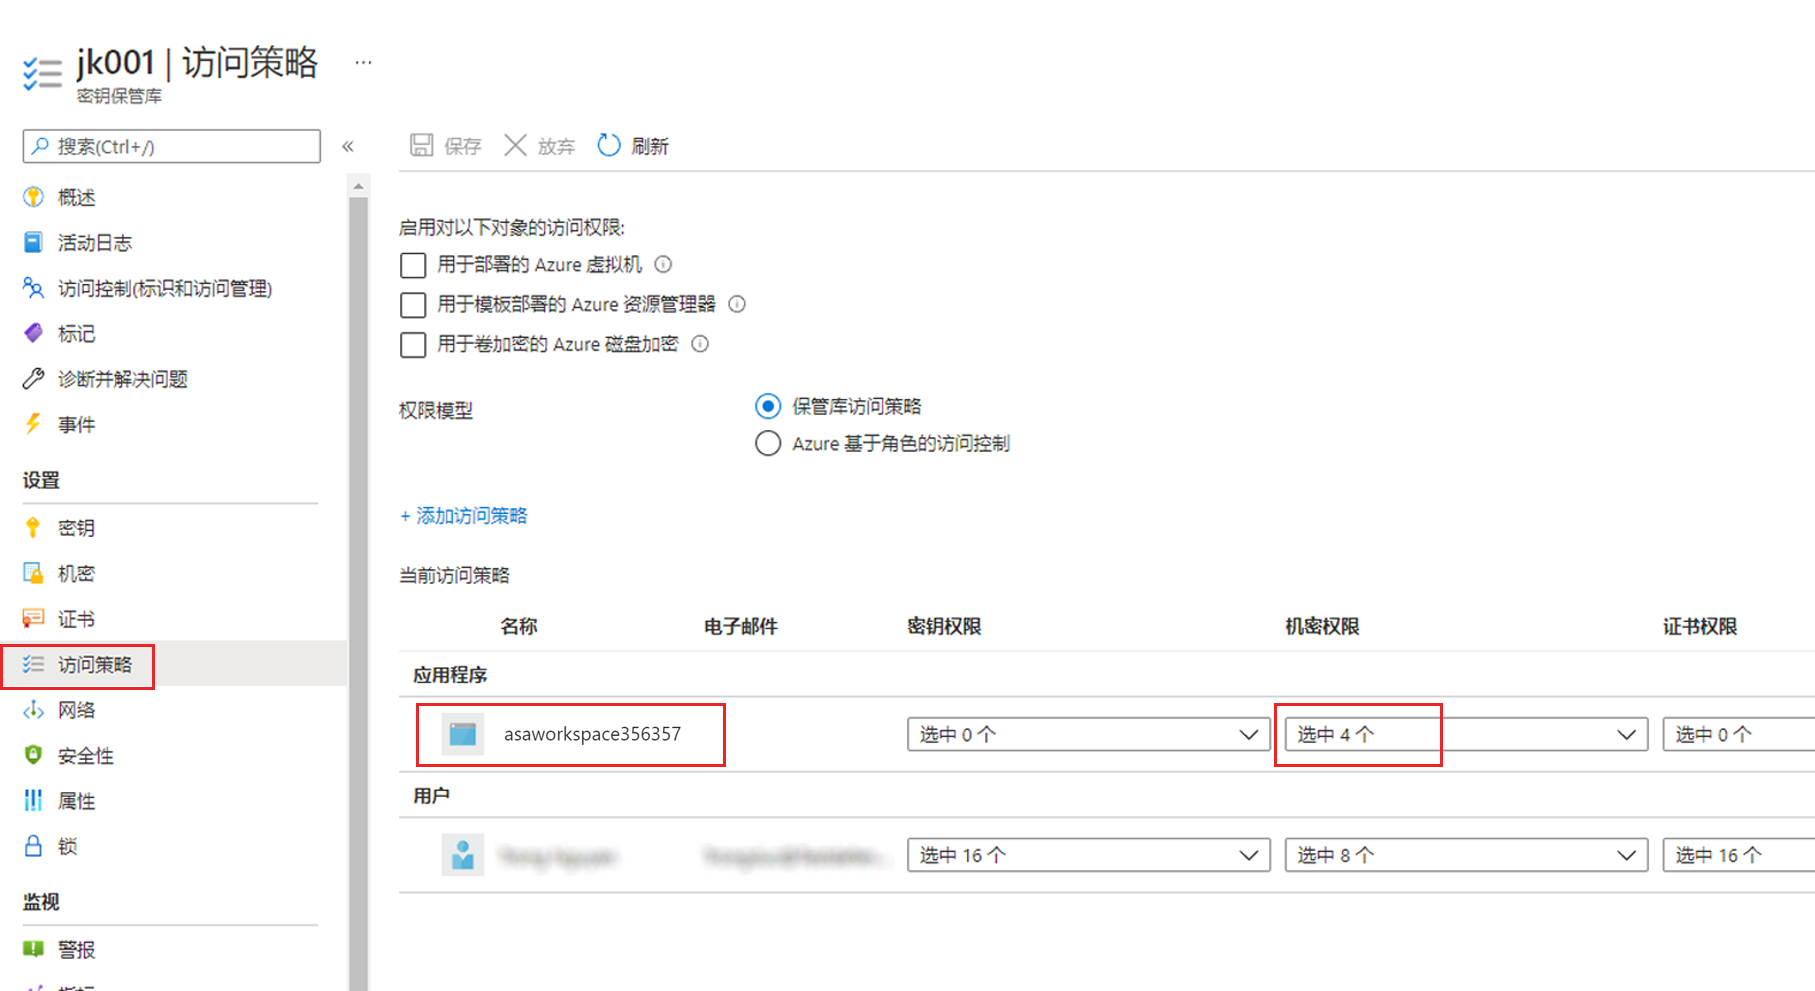 jk001 | 访问策略 ...
密钥保管库
搜索(Ctrl+/) «
概述
活动日志
访问控制(标识和访问管理)
标记
诊断并解决问题
事件
设置
密钥
机密
证书
访问策略
网络
安全性
属性
锁
监视
警报
保存 放弃 刷新
启用对以下对象的访问权限:
用于部署的 Azure 虚拟机
用于模板部署的 Azure 资源管理器
用于卷加密的 Azure 磁盘加密
权限模型
保管库访问策略
Azure 基于角色的访问控制
+ 添加访问策略
当前访问策略
名称 电子邮件 密钥权限 机密权限 证书权限
应用程序
asaworkspace356357 选中 0 个 选中 4 个 选中 0 个
用户
选中 16 个 选中 8 个 选中 16 个